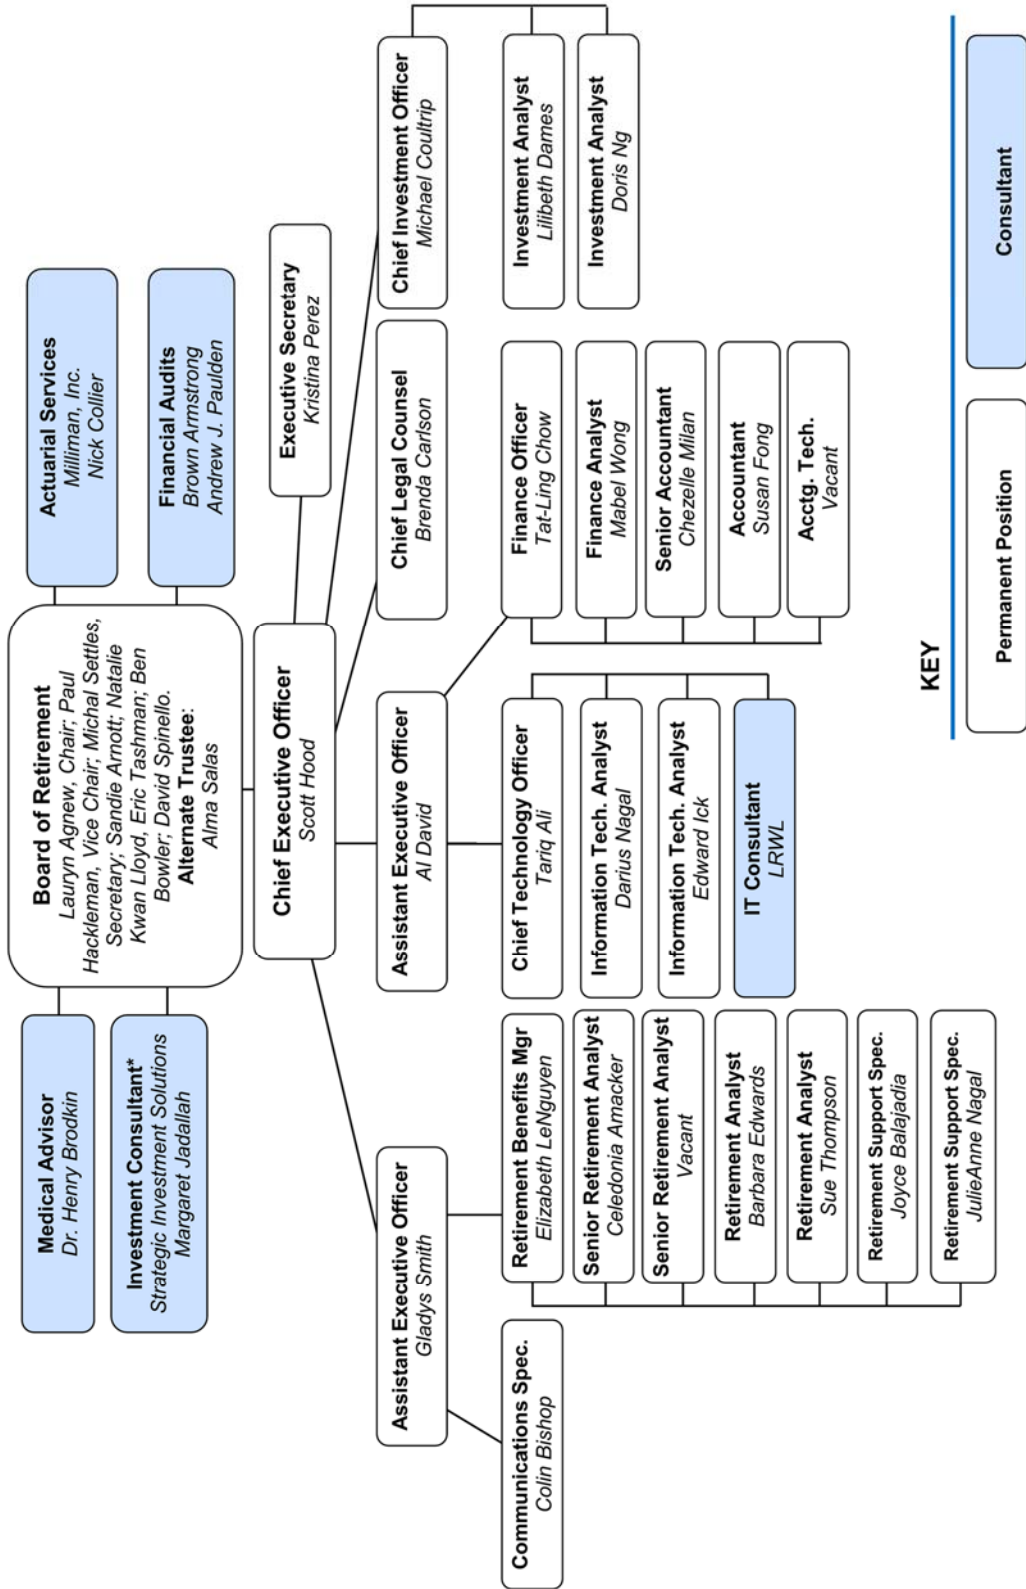 Board of Retirement
Lauryn Agnew, Chair; Paul
Hackleman, Vice Chair; Michal Settles,
Secretary; Sandie Arnott; Natalie
Kwan Lloyd, Eric Tashman; Ben
Bowler; David Spinello.
Alternate Trustee:
Alma Salas
Medical Advisor
Dr. Henry Brodkin
Investment Consultant*
Strategic Investment Solutions
Margaret Jadallah
Actuarial Services
Milliman, Inc.
Nick Collier
Financial Audits
Brown Armstrong
Andrew J. Paulden
Chief Executive Officer
Scott Hood
Executive Secretary
Kristina Perez
Assistant Executive Officer
Gladys Smith
Assistant Executive Officer
Al David
Chief Legal Counsel
Brenda Carlson
Chief Investment Officer
Michael Coultrip
Communications Spec.
Colin Bishop
Retirement Benefits Mgr
Elizabeth LeNguyen
Senior Retirement Analyst
Celedonia Amacker
Senior Retirement Analyst
Vacant
Retirement Analyst
Barbara Edwards
Retirement Analyst
Sue Thompson
Retirement Support Spec.
Joyce Balajadia
Retirement Support Spec.
JulieAnne Nagal
Chief Technology Officer
Tariq Ali
Information Tech. Analyst
Darius Nagal
Information Tech. Analyst
Edward Ick
IT Consultant
LRWL
Finance Officer
Tat-Ling Chow
Finance Analyst
Mabel Wong
Senior Accountant
Chezelle Milan
Accountant
Susan Fong
Acctg. Tech.
Vacant
Investment Analyst
Lilibeth Dames
Investment Analyst
Doris Ng
KEY
Permanent Position
Consultant